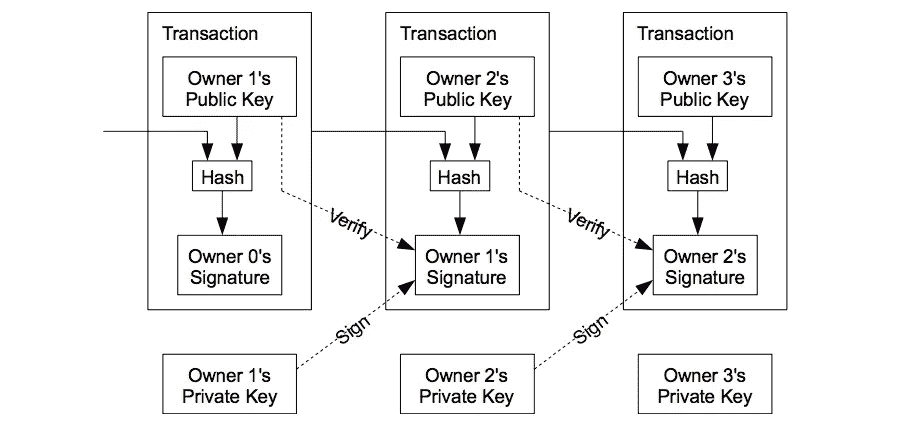 Transaction
Owner 1's
Public Key
Hash
Verify
Owner 0's
Signature
Transaction
Owner 2's
Public Key
Hash
Verify
Owner 1's
Signature
Transaction
Owner 3's
Public Key
Hash
Owner 2's
Signature
Sign
Sign
Owner 1's
Private Key
Owner 2's
Private Key
Owner 3's
Private Key